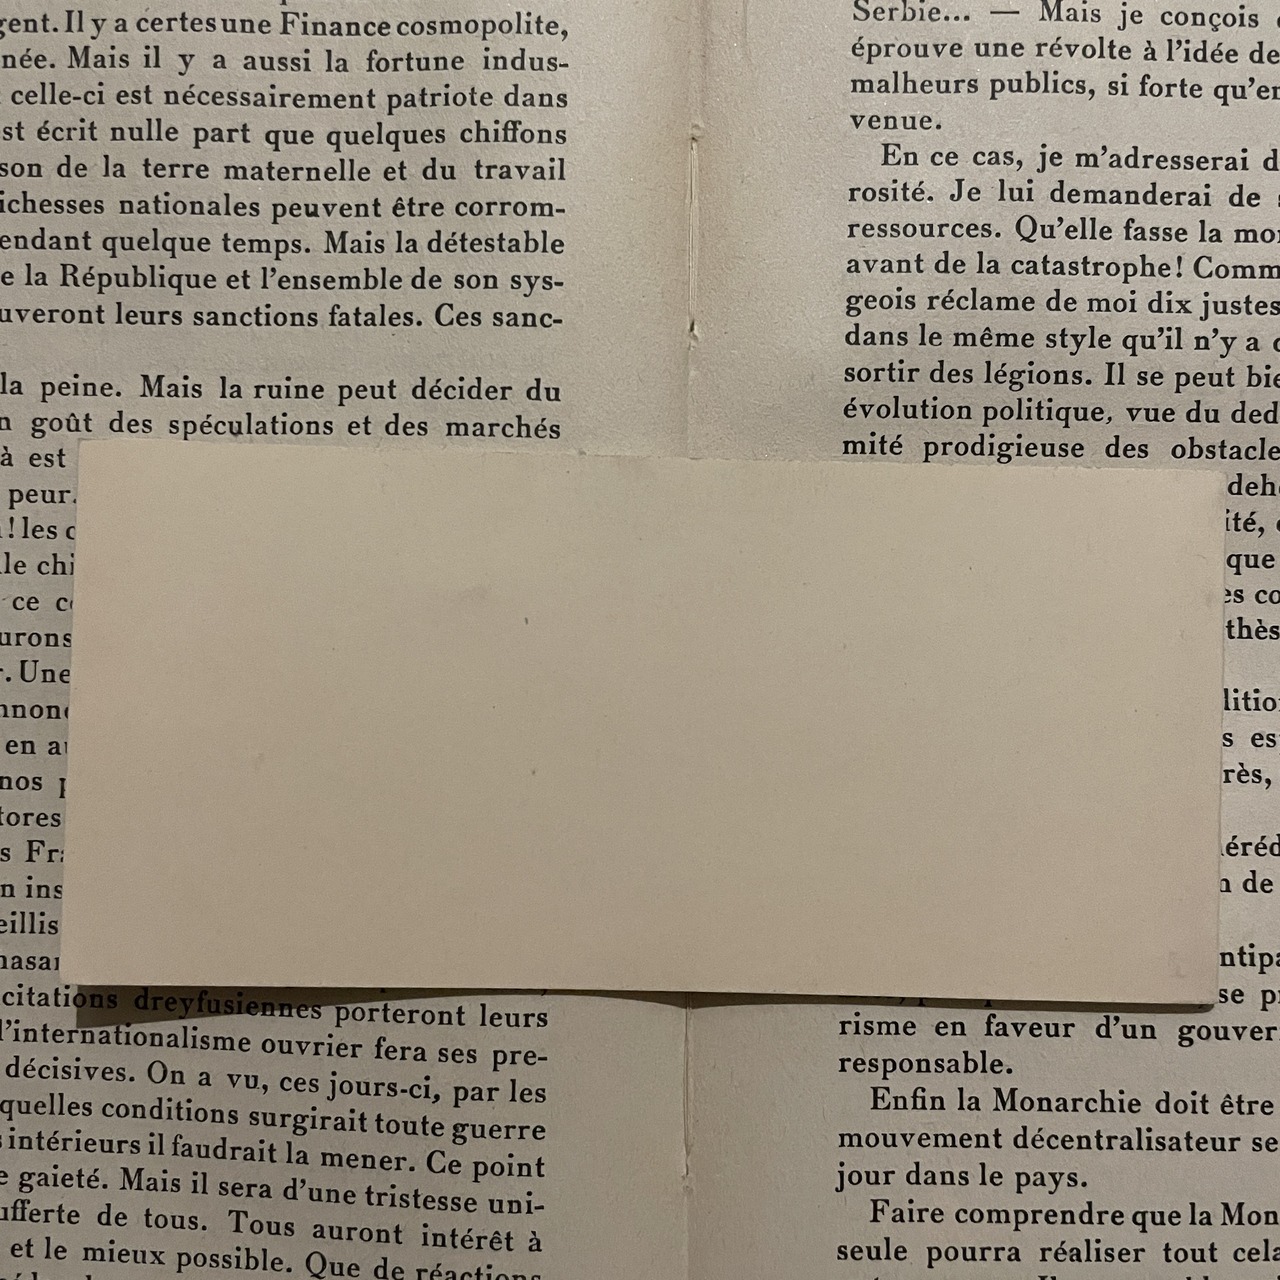 gent. Il y a certes une Finance cosmopolite,
née. Mais il y a aussi la fortune indus-
celle-ci est nécessairement patriote dans
st écrit nulle part que quelques chiffons
son de la terre maternelle et du travail
ichesses nationales peuvent être corrom-
endant quelque temps. Mais la détestable
e la République et l'ensemble de son sys-
uveront leurs sanctions fatales. Ces sanc-
la peine. Mais la ruine peut décider du
n goût des spéculations et des marchés
à est
peur.
! les
le chi
ce
urons
. Une
nnon
en a
nos
tores
s Fr
n ins
eillis
nasa
citations dreyfusiennes porteront leurs
l'internationalisme ouvrier fera ses pre-
décisives. On a vu, ces jours-ci, par les
quelles conditions surgirait toute guerre
intérieurs il faudrait la mener. Ce point
e gaieté. Mais il sera d'une tristesse uni-
ufferte de tous. Tous auront intérêt à
et le mieux possible. Que de réactions
Serbie... — Mais je conçois
éprouve une révolte à l'idée de
malheurs publics, si forte qu'en
venue.
En ce cas, je m'adresserai d
rosité. Je lui demanderai de
ressources. Qu'elle fasse la mo
avant de la catastrophe! Comm
geois réclame de moi dix justes
dans le même style qu'il n'y a
sortir des légions. Il se peut bie
évolution politique, vue du ded
mité prodigieuse des obstacle
deho
ité,
que
es co
thès
litio
s es
rès,
éréd
n de
ntipa
se p
risme en faveur d'un gouver
responsable.
Enfin la Monarchie doit être
mouvement décentralisateur se
jour dans le pays.
Faire comprendre que la Mon
seule pourra réaliser tout cela